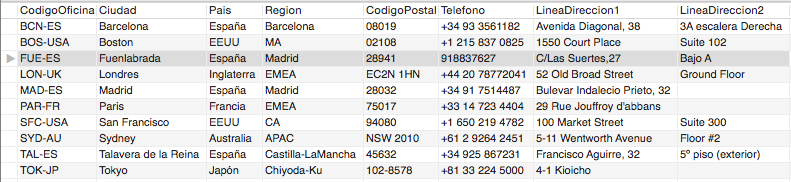 CodigoOficina Ciudad Pais Region CodigoPostal Telefono LineaDireccion1 LineaDireccion2
BCN-ES Barcelona España Barcelona 08019 +34 93 3561182 Avenida Diagonal, 38 3A escalera Derecha
BOS-USA Boston EEUU MA 02108 +1 215 837 0825 1550 Court Place Suite 102
FUE-ES Fuenlabrada España Madrid 28941 918837627 C/Las Suertes,27 Bajo A
LON-UK Londres Inglaterra EMEA EC2N 1HN +44 20 78772041 52 Old Broad Street Ground Floor
MAD-ES Madrid España Madrid 28032 +34 91 7514487 Bulevar Indalecio Prieto, 32
PAR-FR Paris Francia EMEA 75017 +33 14 723 4404 29 Rue Jouffroy d'abbans
SFC-USA San Francisco EEUU CA 94080 +1 650 219 4782 100 Market Street Suite 300
SYD-AU Sydney Australia APAC NSW 2010 +61 2 9264 2451 5-11 Wentworth Avenue Floor #2
TAL-ES Talavera de la Reina España Castilla-LaMancha 45632 +34 925 867231 Francisco Aguirre, 32 5º piso (exterior)
TOK-JP Tokyo Japón Chiyoda-Ku 102-8578 +81 33 224 5000 4-1 Kioicho